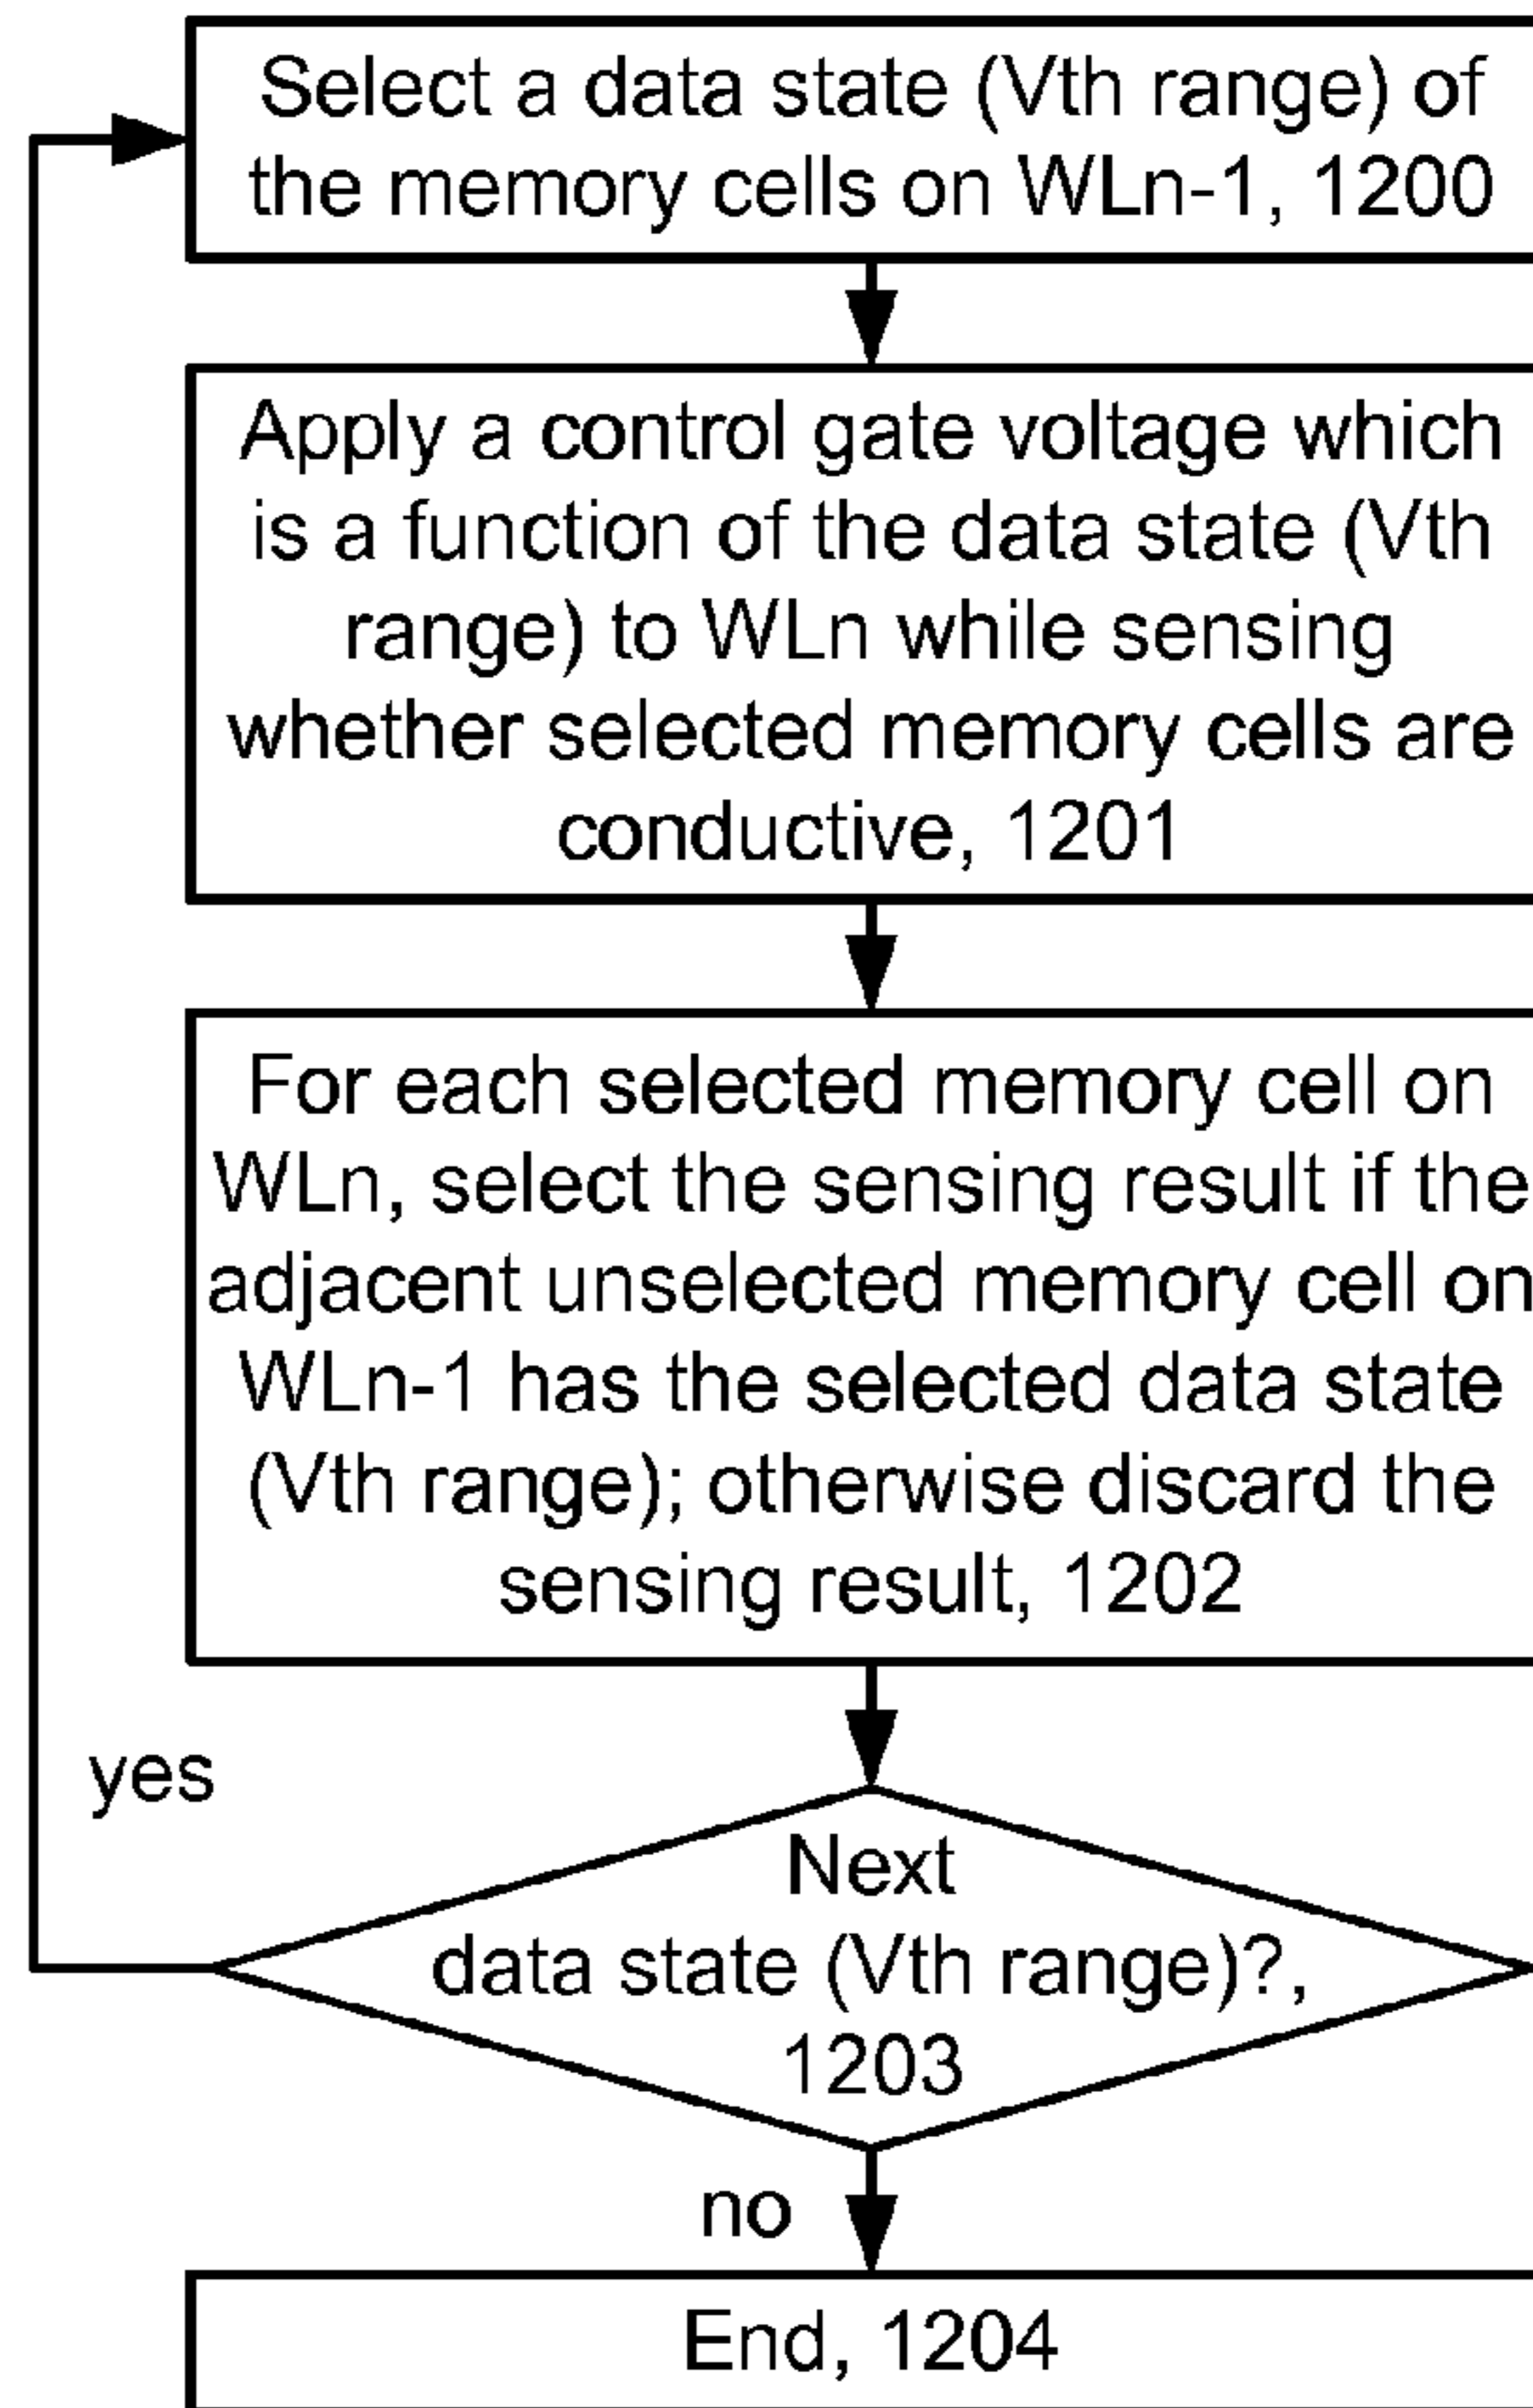 Select a data state (Vth range) of
the memory cells on WLn-1, 1200
Apply a control gate voltage which
is a function of the data state (Vth
range) to WLn while sensing
whether selected memory cells are
conductive, 1201
For each selected memory cell on
WLn, select the sensing result if the
adjacent unselected memory cell on
WLn-1 has the selected data state
(Vth range); otherwise discard the
sensing result, 1202
yes
Next
data state (Vth range)?,
1203
no
End, 1204